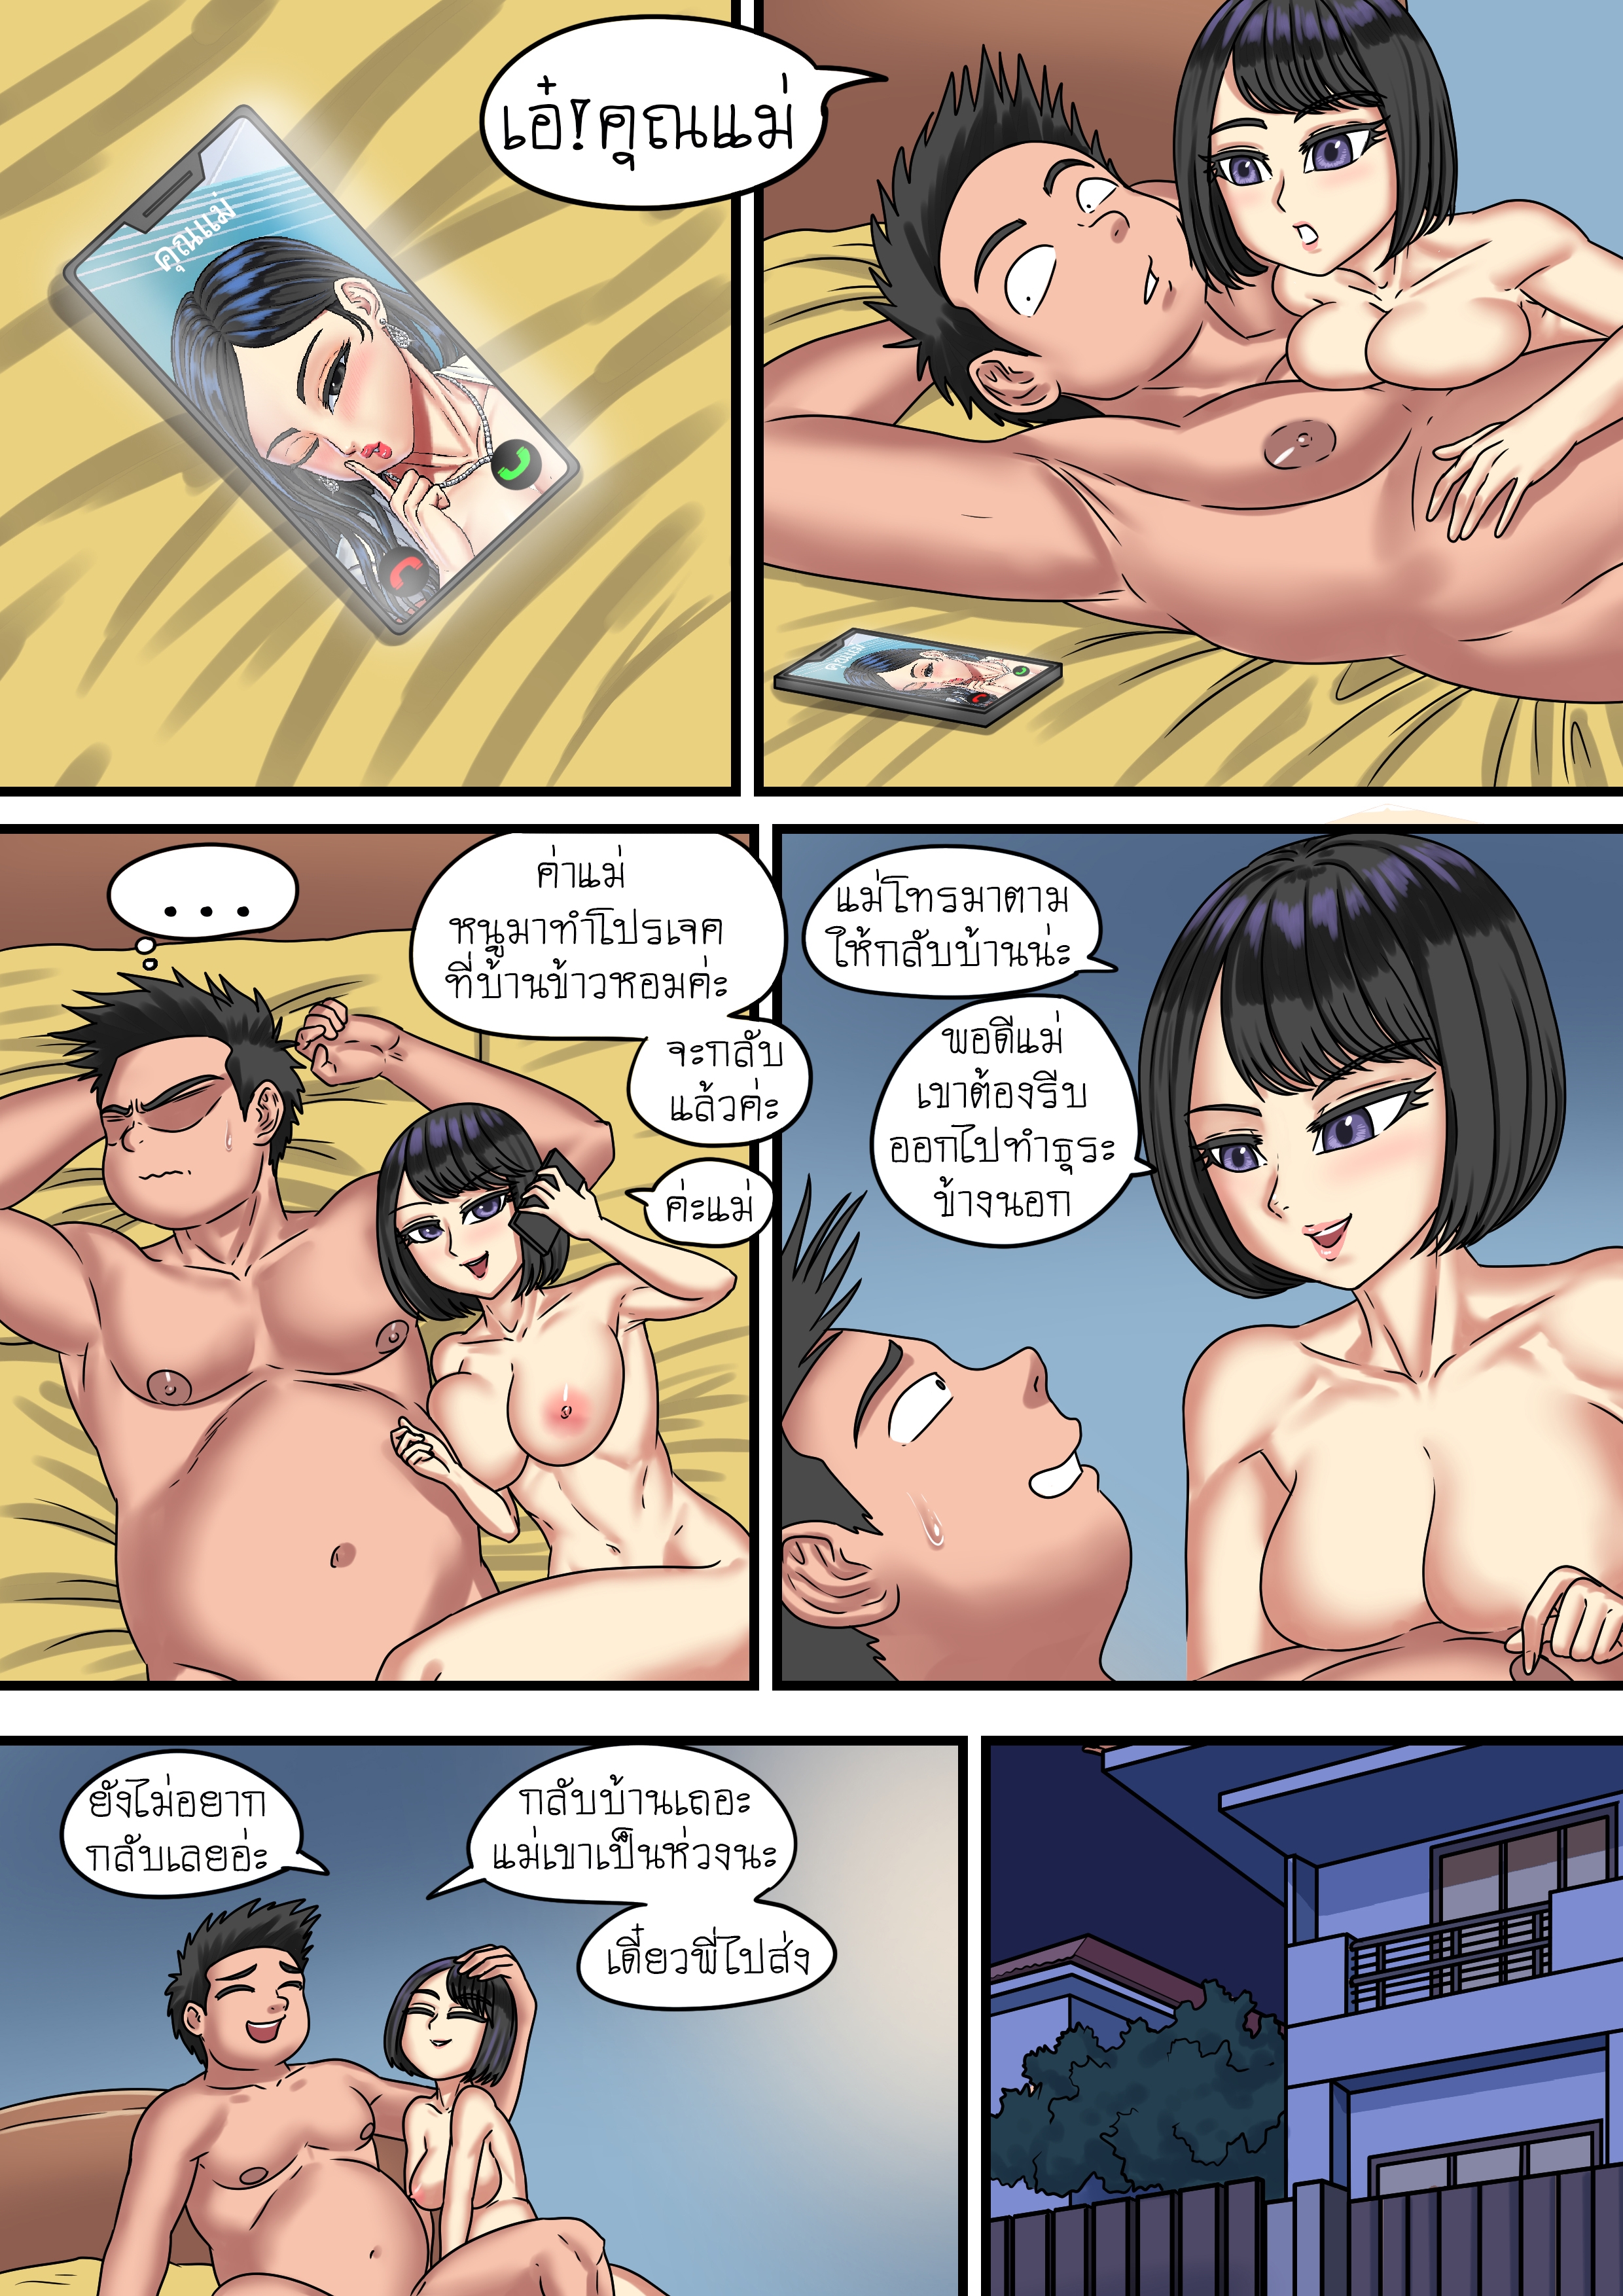 คุณแม่
เอ๋!คุณแม่
คุณแม่
...
ค่าแม่
หนูมาทำโปรเจค
ที่บ้านข้าวหอมค่ะ
จะกลับ
แล้วค่ะ
ค่ะแม่
แม่โทรมาตาม
ให้กลับบ้านน่ะ
พอดีแม่
เขาต้องรีบ
ออกไปทำธุระ
ข้างนอก
ยังไม่อยาก
กลับเลยอ่ะ
กลับบ้านเถอะ
แม่เขาเป็นห่วงนะ
เดี๋ยวพี่ไปส่ง